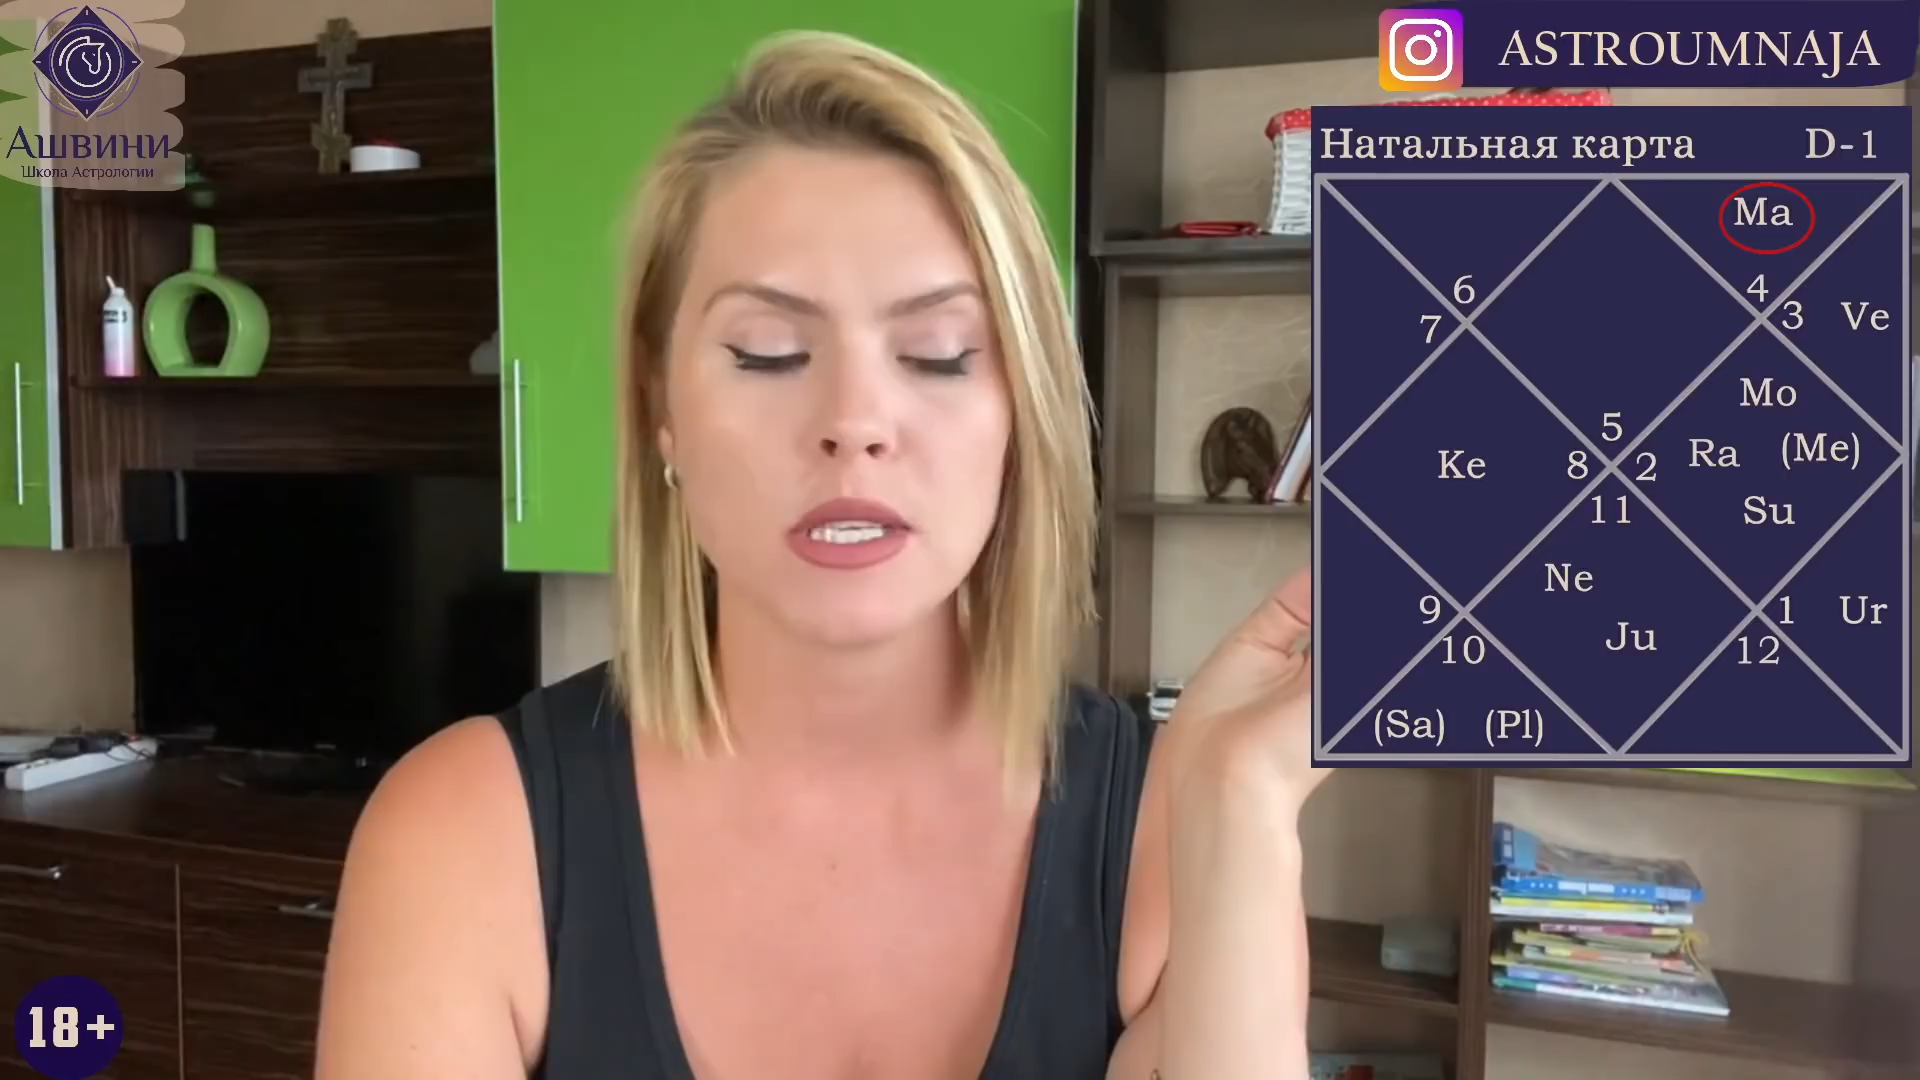 Ашвини
Школа Астрологии
ASTROUMNAJA
Натальная карта D-1
Ma
6
4
7
3 Ve
Mo
5
Ke
8
2
Ra (Me)
11
Su
Ne
9
1 Ur
Ju
10
12
(Sa) (Pl)
18+